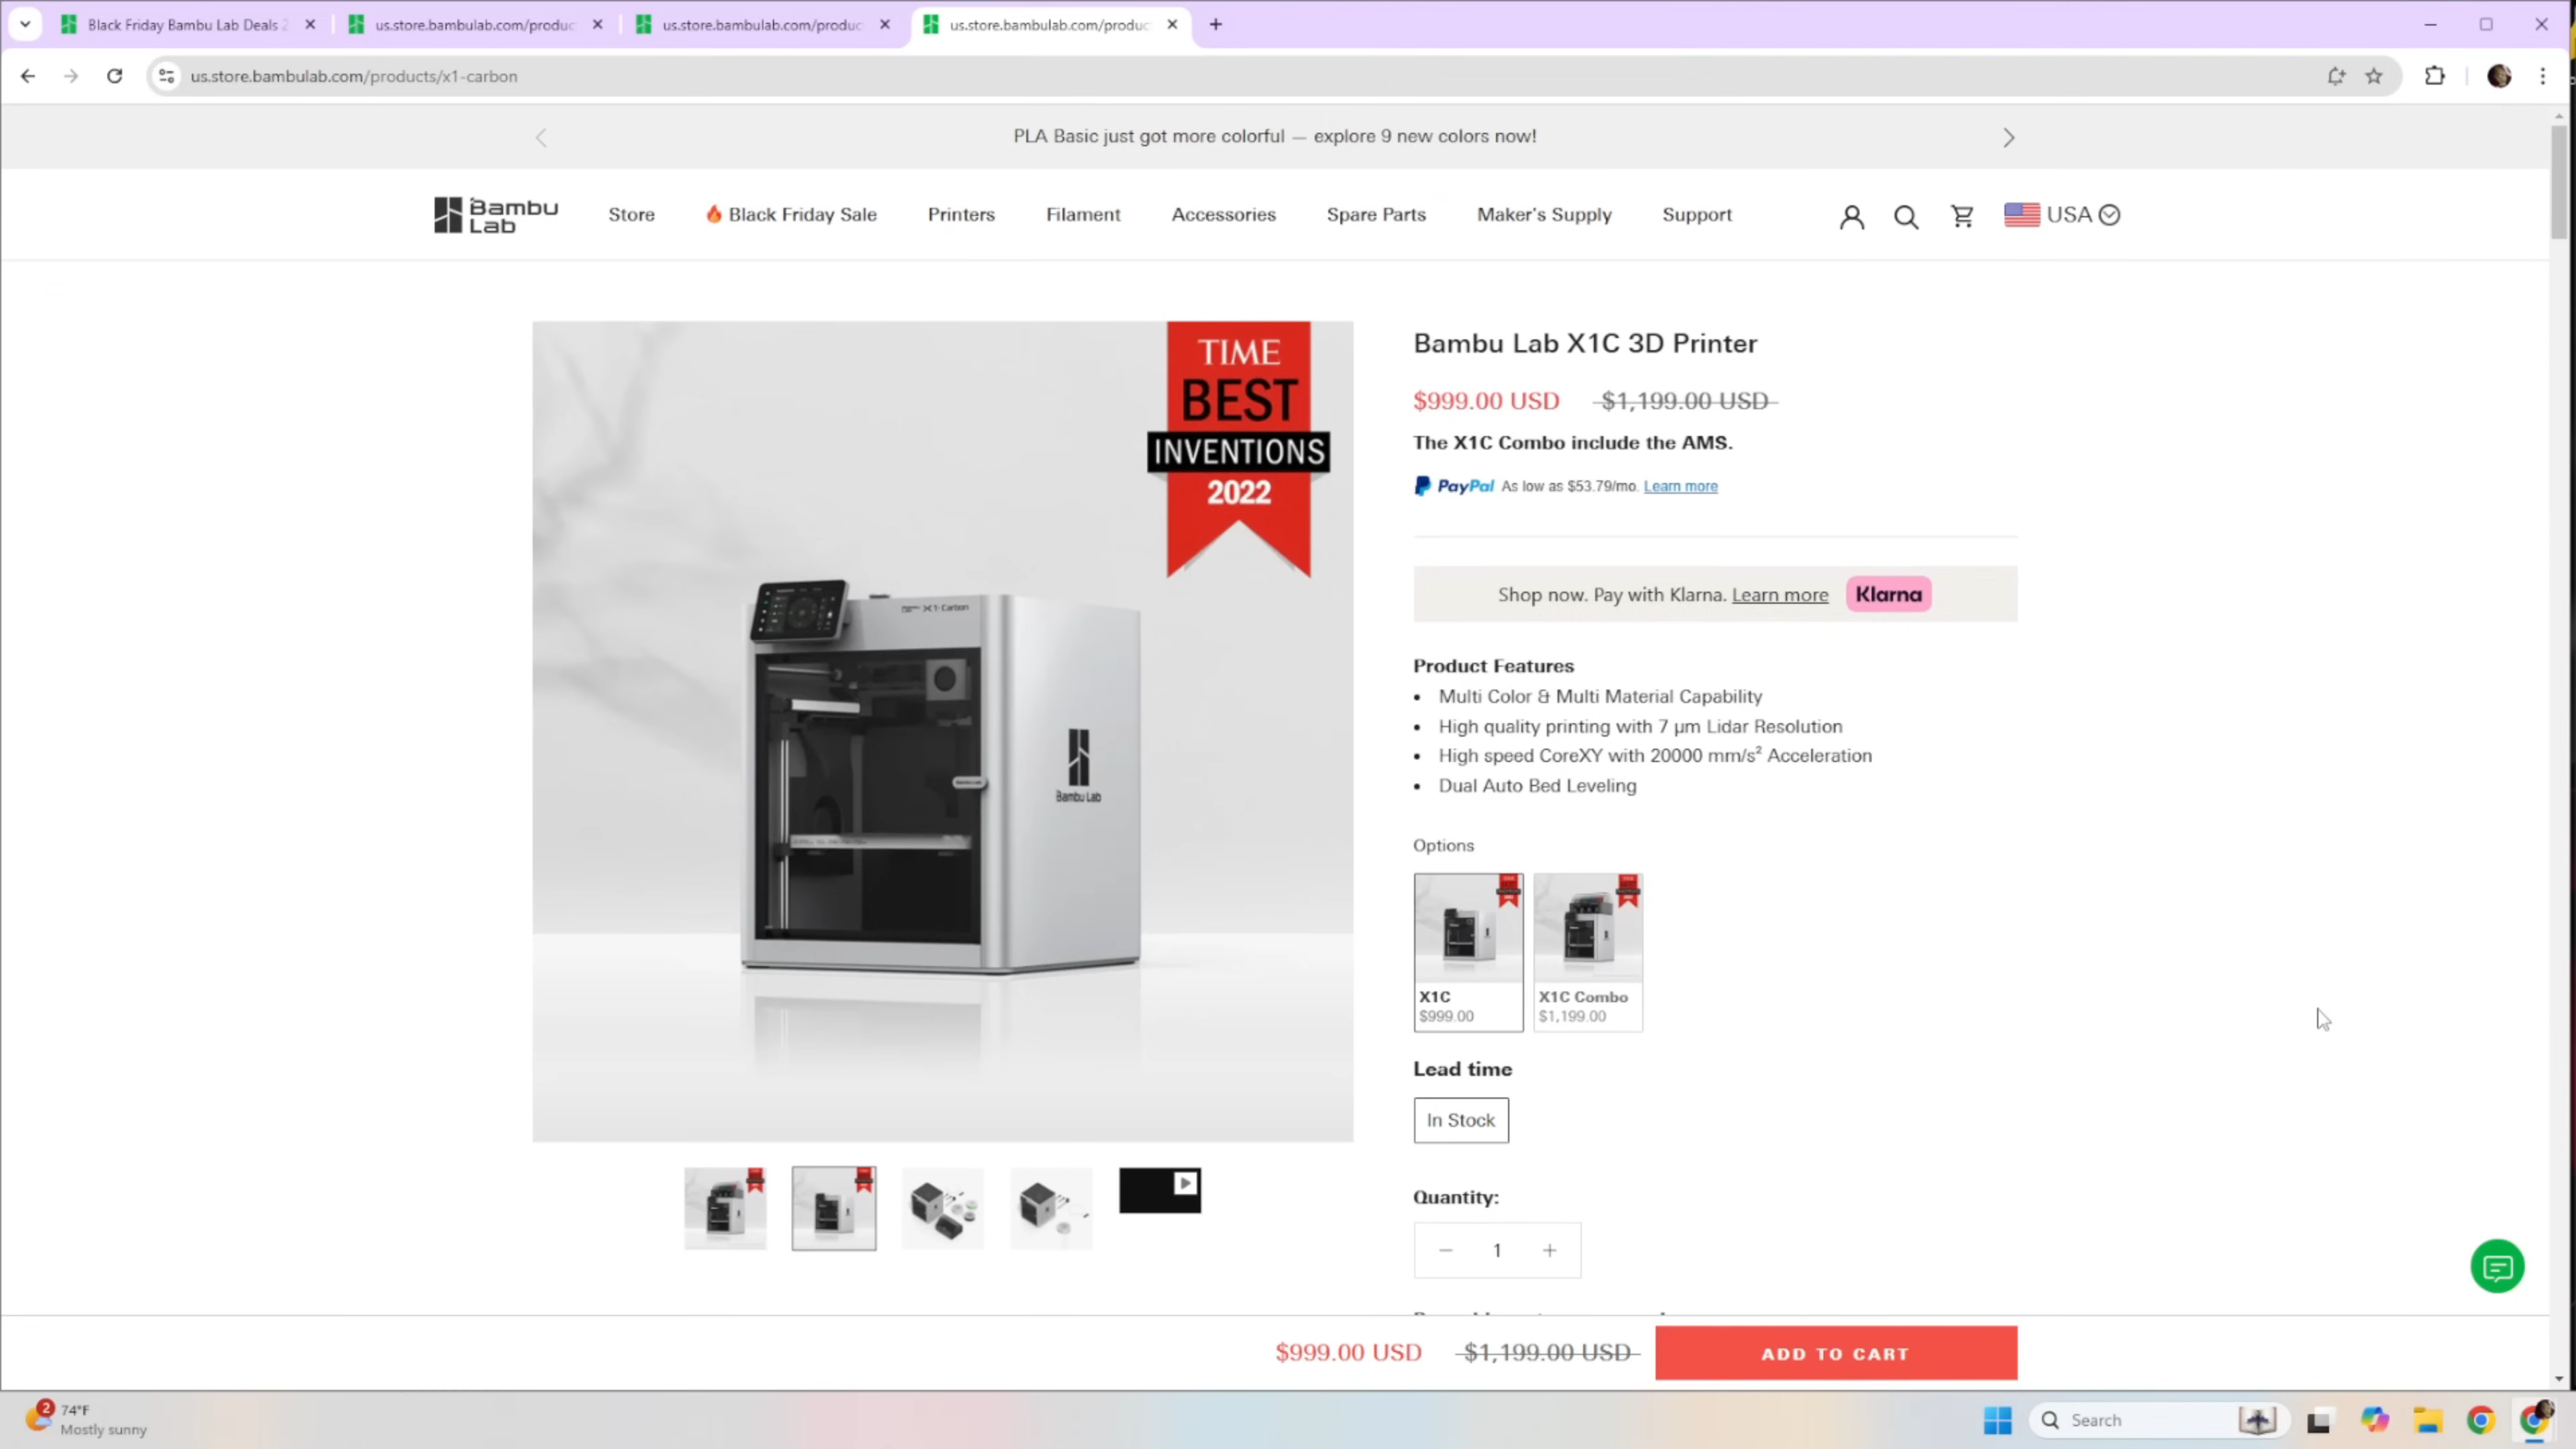 Black Friday Bambu Lab Deals 2
us.store.bambulab.com/produc
us.store.bambulab.com/produc
us.store.bambulab.com/produc
us.store.bambulab.com/products/x1-carbon
PLA Basic just got more colorful — explore 9 new colors now!
Bambu Lab
Store
Black Friday Sale
Printers
Filament
Accessories
Spare Parts
Maker's Supply
Support
USA
TIME
BEST
INVENTIONS
2022
X1-Carbon
Bambu Lab
Bambu Lab X1C 3D Printer
$999.00 USD $1,199.00 USD
The X1C Combo include the AMS.
PayPal As low as $53.79/mo. Learn more
Shop now. Pay with Klarna. Learn more Klarna
Product Features
• Multi Color & Multi Material Capability
• High quality printing with 7 μm Lidar Resolution
• High speed CoreXY with 20000 mm/s² Acceleration
• Dual Auto Bed Leveling
Options
X1C
$999.00
X1C Combo
$1,199.00
Lead time
In Stock
Quantity:
− 1 +
$999.00 USD $1,199.00 USD
ADD TO CART
2
74°F
Mostly sunny
Search